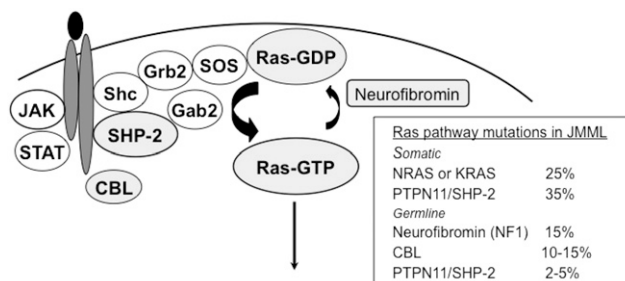 Grb2
SOS
Ras-GDP
Shc
Gab2
Neurofibromin
JAK
SHP-2
STAT
Ras-GTP
CBL
Ras pathway mutations in JMML
Somatic
NRAS or KRAS 25%
PTPN11/SHP-2 35%
Germline
Neurofibromin (NF1) 15%
CBL 10-15%
PTPN11/SHP-2 2-5%